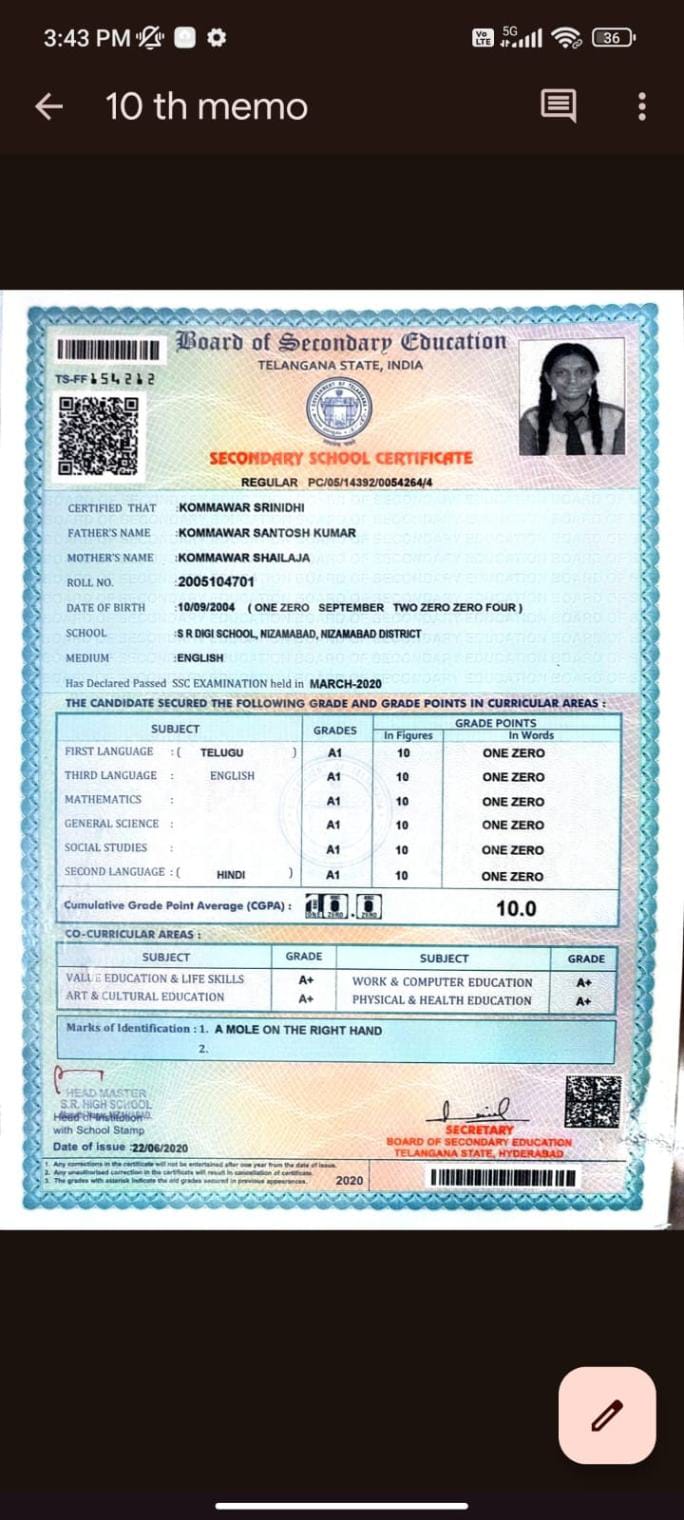 3:43 PM
Vo LTE 5G 36
10 th memo
Board of Secondary Education
TELANGANA STATE, INDIA
TS-FF 154212
SECONDARY SCHOOL CERTIFICATE
REGULAR PC/05/14392/0054264/4
CERTIFIED THAT :KOMMAWAR SRINIDHI
FATHER'S NAME :KOMMAWAR SANTOSH KUMAR
MOTHER'S NAME :KOMMAWAR SHAILAJA
ROLL NO. :2005104701
DATE OF BIRTH :10/09/2004 ( ONE ZERO SEPTEMBER TWO ZERO ZERO FOUR )
SCHOOL :S R DIGI SCHOOL, NIZAMABAD, NIZAMABAD DISTRICT
MEDIUM :ENGLISH
Has Declared Passed SSC EXAMINATION held in MARCH-2020
THE CANDIDATE SECURED THE FOLLOWING GRADE AND GRADE POINTS IN CURRICULAR AREAS :
SUBJECT GRADES GRADE POINTS
In Figures In Words
FIRST LANGUAGE :( TELUGU ) A1 10 ONE ZERO
THIRD LANGUAGE : ENGLISH A1 10 ONE ZERO
MATHEMATICS : A1 10 ONE ZERO
GENERAL SCIENCE : A1 10 ONE ZERO
SOCIAL STUDIES : A1 10 ONE ZERO
SECOND LANGUAGE :( HINDI ) A1 10 ONE ZERO
Cumulative Grade Point Average (CGPA) : 10.0
CO-CURRICULAR AREAS :
SUBJECT GRADE SUBJECT GRADE
VALUE EDUCATION & LIFE SKILLS A+ WORK & COMPUTER EDUCATION A+
ART & CULTURAL EDUCATION A+ PHYSICAL & HEALTH EDUCATION A+
Marks of Identification : 1. A MOLE ON THE RIGHT HAND
2.
HEAD MASTER
S.R. HIGH SCHOOL
Head of Institution
with School Stamp
Date of issue :22/06/2020
SECRETARY
BOARD OF SECONDARY EDUCATION
TELANGANA STATE, HYDERABAD
1. Any corrections in the certificate will not be entertained after one year from the date of issue.
2. Any unauthorised correction in the certificate will result in cancellation of certificate.
3. The grades with asterisk indicate the old grades secured in previous appearances.
2020